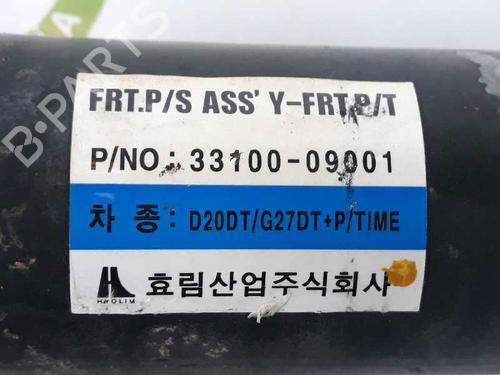 FRT.P/S ASS' Y-FRT.P/T
P/NO : 33100-09001
차 종 : D20DT/G27DT+P/TIME
효림산업주식회사
HAOLIM
B-PARTS